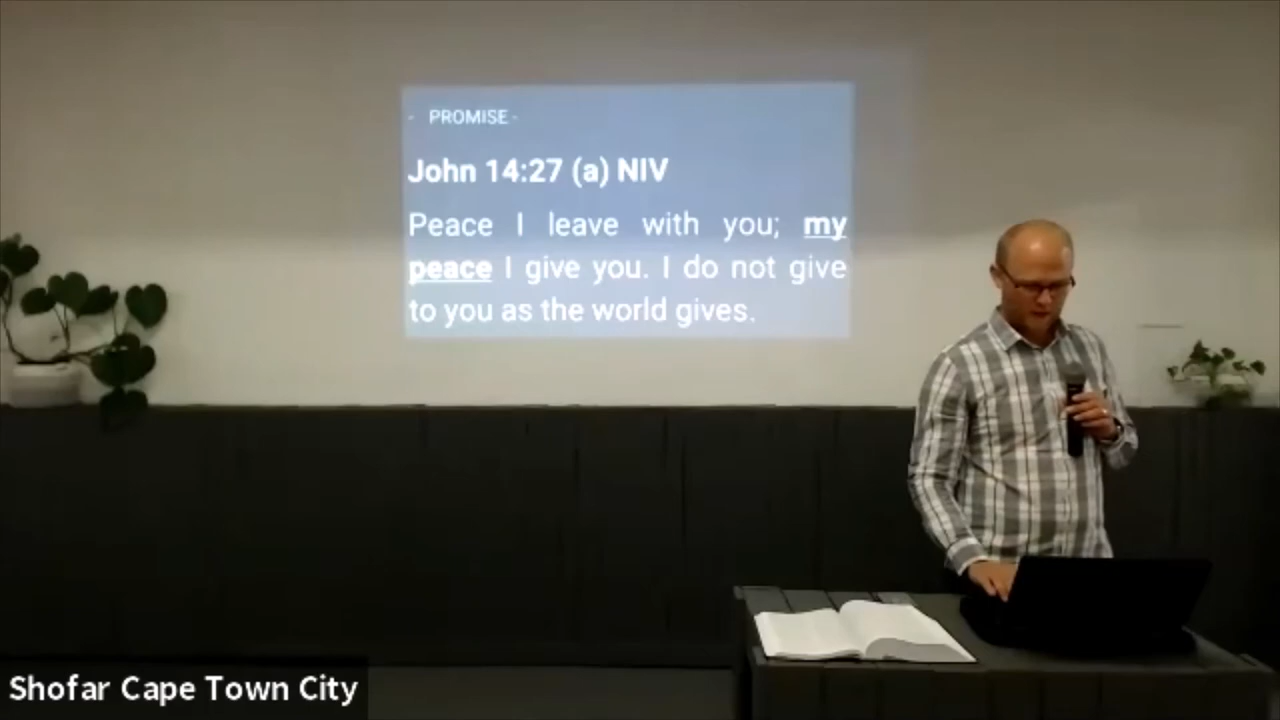 - PROMISE -
John 14:27 (a) NIV
Peace I leave with you; my
peace I give you. I do not give
to you as the world gives.
Shofar Cape Town City